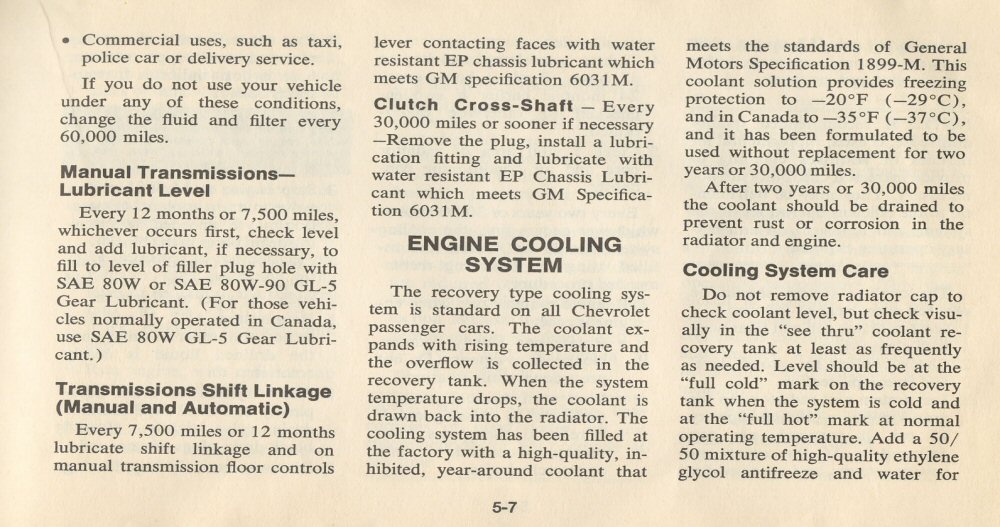 • Commercial uses, such as taxi,
police car or delivery service.
If you do not use your vehicle
under any of these conditions,
change the fluid and filter every
60,000 miles.
Manual Transmissions—
Lubricant Level
Every 12 months or 7,500 miles,
whichever occurs first, check level
and add lubricant, if necessary, to
fill to level of filler plug hole with
SAE 80W or SAE 80W-90 GL-5
Gear Lubricant. (For those vehi-
cles normally operated in Canada,
use SAE 80W GL-5 Gear Lubri-
cant.)
Transmissions Shift Linkage
(Manual and Automatic)
Every 7,500 miles or 12 months
lubricate shift linkage and on
manual transmission floor controls
lever contacting faces with water
resistant EP chassis lubricant which
meets GM specification 6031M.
Clutch Cross-Shaft — Every
30,000 miles or sooner if necessary
—Remove the plug, install a lubri-
cation fitting and lubricate with
water resistant EP Chassis Lubri-
cant which meets GM Specifica-
tion 6031M.
ENGINE COOLING
SYSTEM
The recovery type cooling sys-
tem is standard on all Chevrolet
passenger cars. The coolant ex-
pands with rising temperature and
the overflow is collected in the
recovery tank. When the system
temperature drops, the coolant is
drawn back into the radiator. The
cooling system has been filled at
the factory with a high-quality, in-
hibited, year-around coolant that
meets the standards of General
Motors Specification 1899-M. This
coolant solution provides freezing
protection to —20°F (—29°C),
and in Canada to —35°F (—37°C),
and it has been formulated to be
used without replacement for two
years or 30,000 miles.
After two years or 30,000 miles
the coolant should be drained to
prevent rust or corrosion in the
radiator and engine.
Cooling System Care
Do not remove radiator cap to
check coolant level, but check visu-
ally in the “see thru” coolant re-
covery tank at least as frequently
as needed. Level should be at the
“full cold” mark on the recovery
tank when the system is cold and
at the “full hot” mark at normal
operating temperature. Add a 50/
50 mixture of high-quality ethylene
glycol antifreeze and water for
5-7